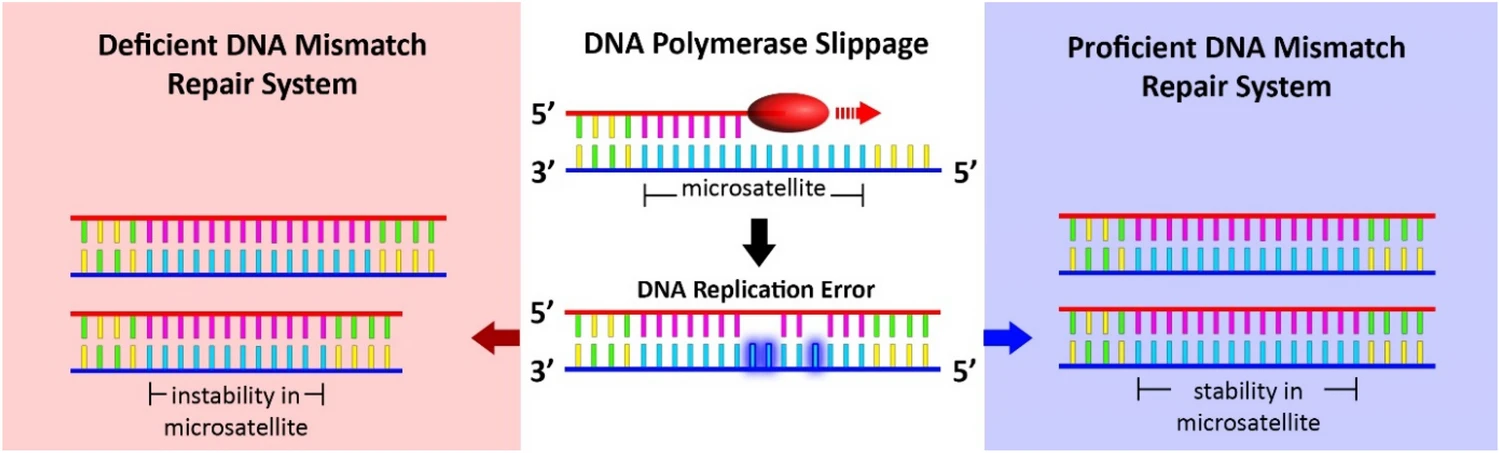 Deficient DNA Mismatch
Repair System
instability in
microsatellite
DNA Polymerase Slippage
5’
3’
5’
microsatellite
DNA Replication Error
5’
3’
5’
Proficient DNA Mismatch
Repair System
stability in
microsatellite